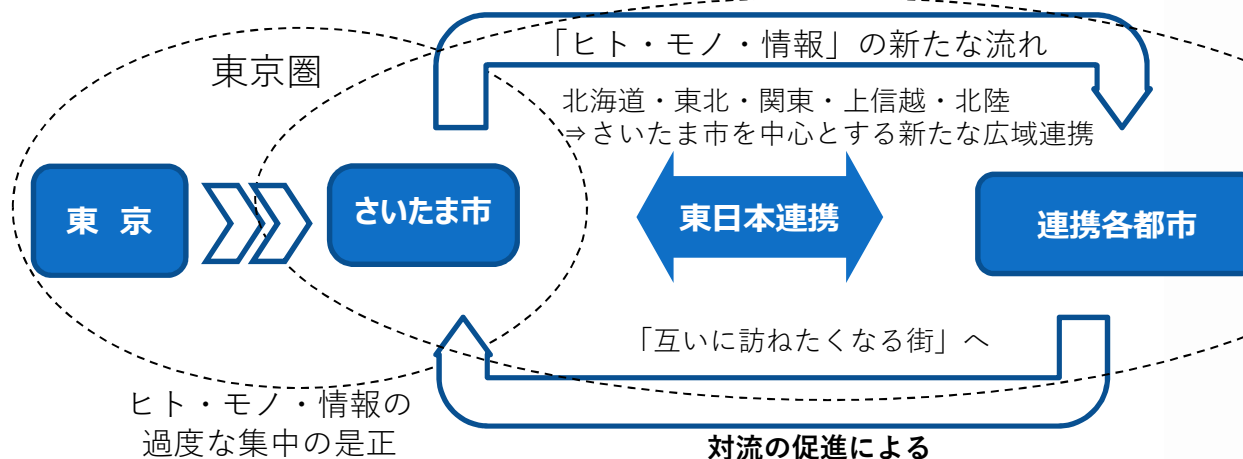 「ヒト・モノ・情報」の新たな流れ
東京圏
北海道・東北・関東・上信越・北陸
⇒さいたま市を中心とする新たな広域連携
東 京
さいたま市
東日本連携
連携各都市
「互いに訪ねたくなる街」へ
ヒト・モノ・情報の
過度な集中の是正
対流の促進による